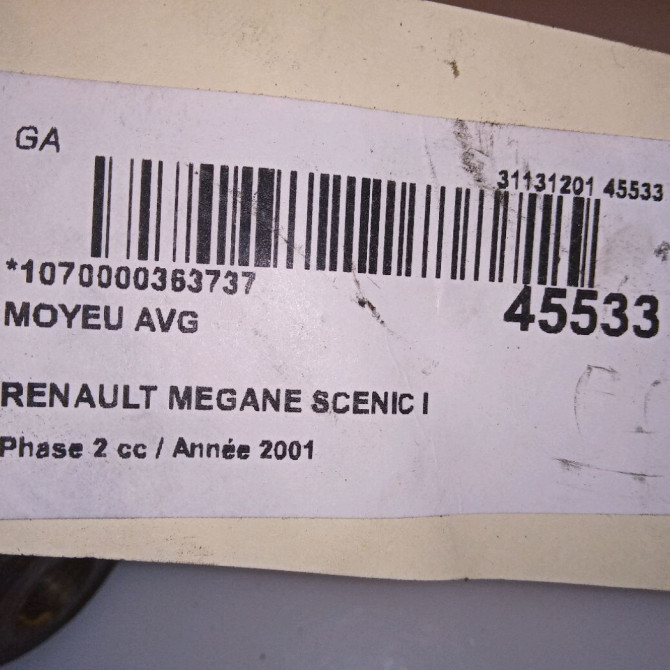 GA
31131201 45533
*1070000363737
45533
MOYEU AVG
RENAULT MEGANE SCENIC I
Phase 2 cc / Année 2001